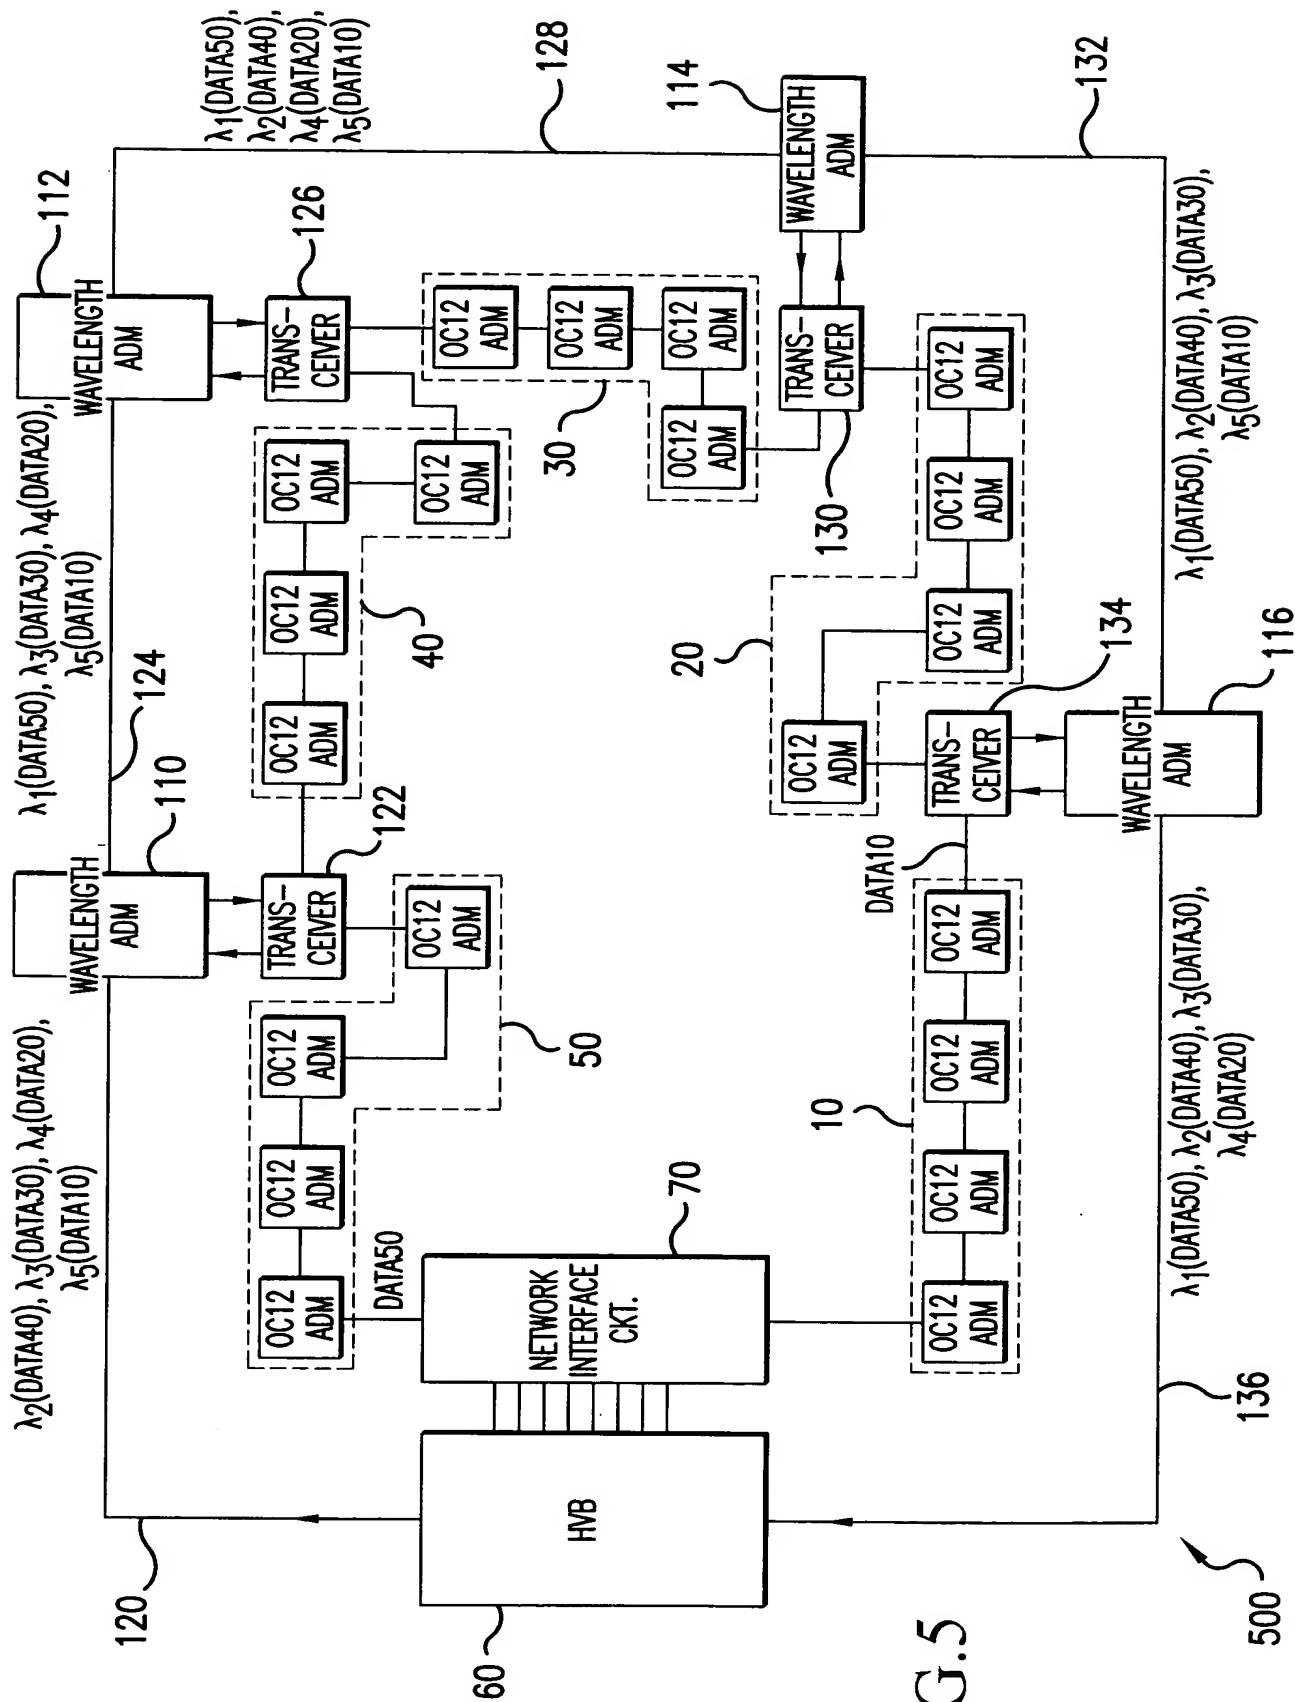 λ2(DATA40), λ3(DATA30), λ4(DATA20),
λ5(DATA10)
λ1(DATA50), λ3(DATA30), λ4(DATA20),
λ5(DATA10)
λ1(DATA50),
λ2(DATA40),
λ4(DATA20),
λ5(DATA10)
120
110
124
112
128
WAVELENGTH
ADM
WAVELENGTH
ADM
TRANS-
CEIVER
122
TRANS-
CEIVER
126
OC12
ADM
OC12
ADM
OC12
ADM
OC12
ADM
50
OC12
ADM
OC12
ADM
OC12
ADM
OC12
ADM
40
OC12
ADM
OC12
ADM
OC12
ADM
OC12
ADM
30
DATA50
60
HVB
NETWORK
INTERFACE
CKT.
70
114
WAVELENGTH
ADM
TRANS-
CEIVER
130
132
OC12
ADM
OC12
ADM
OC12
ADM
OC12
ADM
20
TRANS-
CEIVER
134
DATA10
10
OC12
ADM
OC12
ADM
OC12
ADM
OC12
ADM
WAVELENGTH
ADM
116
λ1(DATA50), λ2(DATA40), λ3(DATA30),
λ4(DATA20)
λ1(DATA50), λ2(DATA40), λ3(DATA30),
λ5(DATA10)
136
500
G.5